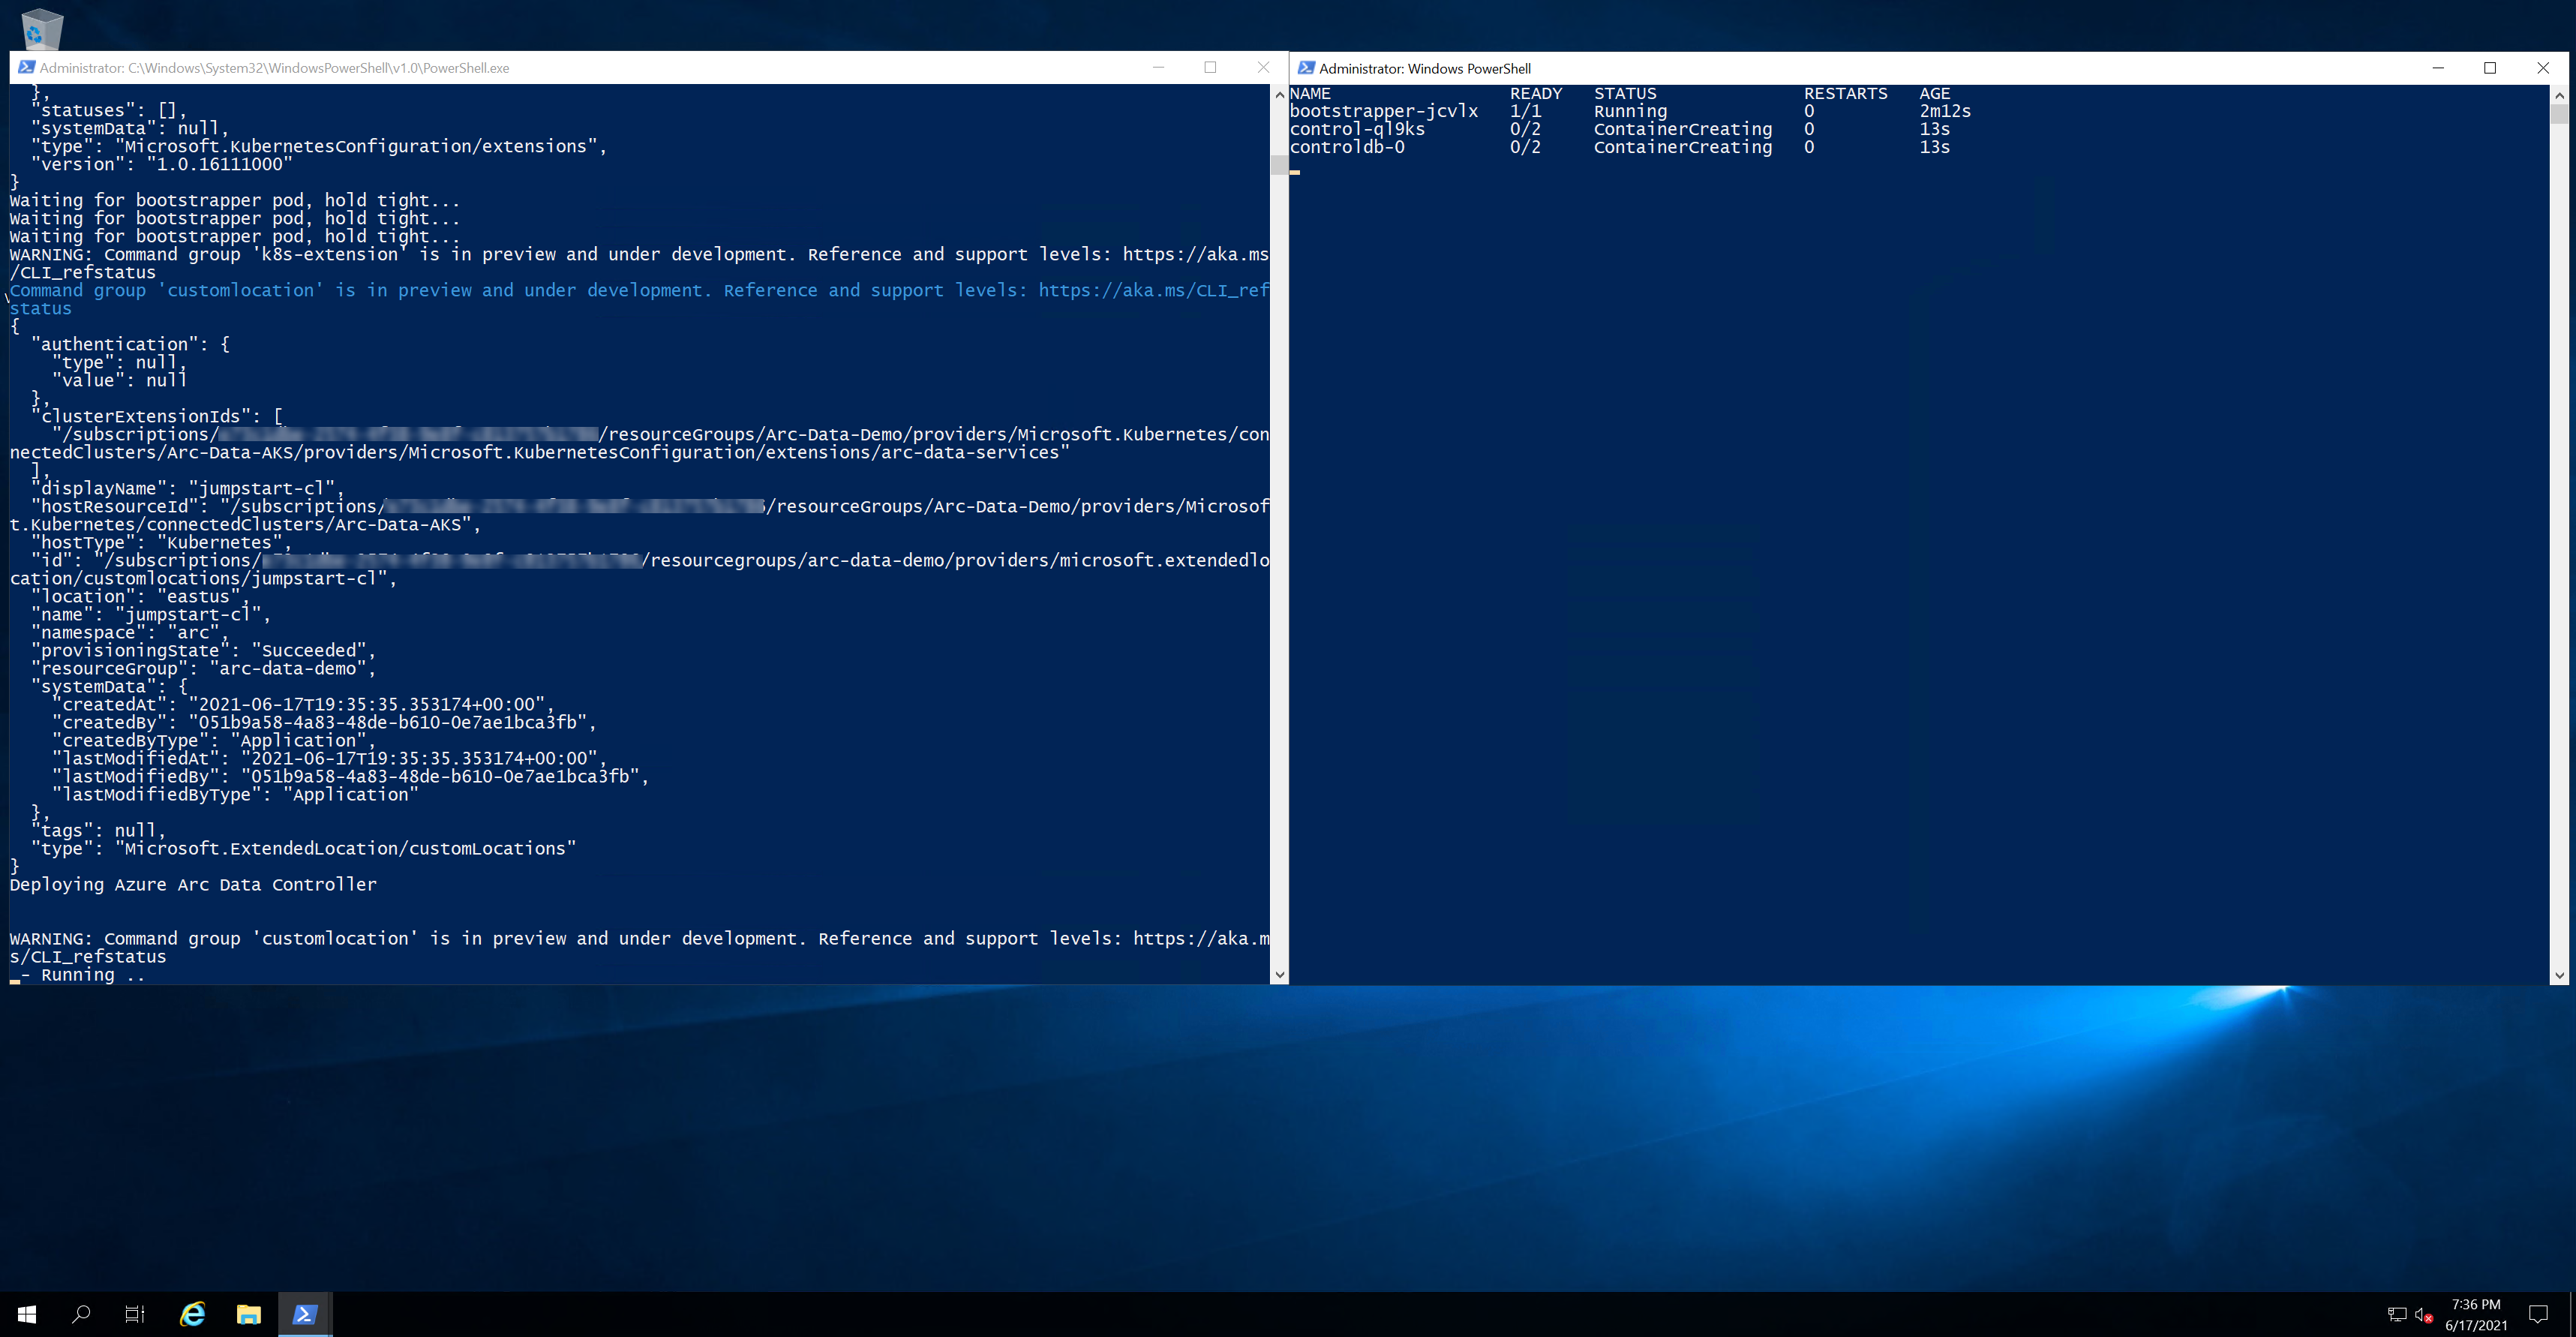 Administrator: C:\Windows\System32\WindowsPowerShell\v1.0\PowerShell.exe
  },
  "statuses": [],
  "systemData": null,
  "type": "Microsoft.KubernetesConfiguration/extensions",
  "version": "1.0.16111000"
}
Waiting for bootstrapper pod, hold tight...
Waiting for bootstrapper pod, hold tight...
Waiting for bootstrapper pod, hold tight...
WARNING: Command group 'k8s-extension' is in preview and under development. Reference and support levels: https://aka.ms
/CLI_refstatus
Command group 'customlocation' is in preview and under development. Reference and support levels: https://aka.ms/CLI_ref
status
{
  "authentication": {
    "type": null,
    "value": null
  },
  "clusterExtensionIds": [
    "/subscriptions/ /resourceGroups/Arc-Data-Demo/providers/Microsoft.Kubernetes/con
nectedClusters/Arc-Data-AKS/providers/Microsoft.KubernetesConfiguration/extensions/arc-data-services"
  ],
  "displayName": "jumpstart-cl",
  "hostResourceId": "/subscriptions/ /resourceGroups/Arc-Data-Demo/providers/Microsof
t.Kubernetes/connectedClusters/Arc-Data-AKS",
  "hostType": "Kubernetes",
  "id": "/subscriptions/ /resourcegroups/arc-data-demo/providers/microsoft.extendedlo
cation/customlocations/jumpstart-cl",
  "location": "eastus",
  "name": "jumpstart-cl",
  "namespace": "arc",
  "provisioningState": "Succeeded",
  "resourceGroup": "arc-data-demo",
  "systemData": {
    "createdAt": "2021-06-17T19:35:35.353174+00:00",
    "createdBy": "051b9a58-4a83-48de-b610-0e7ae1bca3fb",
    "createdByType": "Application",
    "lastModifiedAt": "2021-06-17T19:35:35.353174+00:00",
    "lastModifiedBy": "051b9a58-4a83-48de-b610-0e7ae1bca3fb",
    "lastModifiedByType": "Application"
  },
  "tags": null,
  "type": "Microsoft.ExtendedLocation/customLocations"
}
Deploying Azure Arc Data Controller
WARNING: Command group 'customlocation' is in preview and under development. Reference and support levels: https://aka.m
s/CLI_refstatus
 - Running ..
Administrator: Windows PowerShell
NAME                 READY   STATUS              RESTARTS   AGE
bootstrapper-jcvlx   1/1     Running             0          2m12s
control-ql9ks        0/2     ContainerCreating   0          13s
controldb-0          0/2     ContainerCreating   0          13s
7:36 PM
6/17/2021